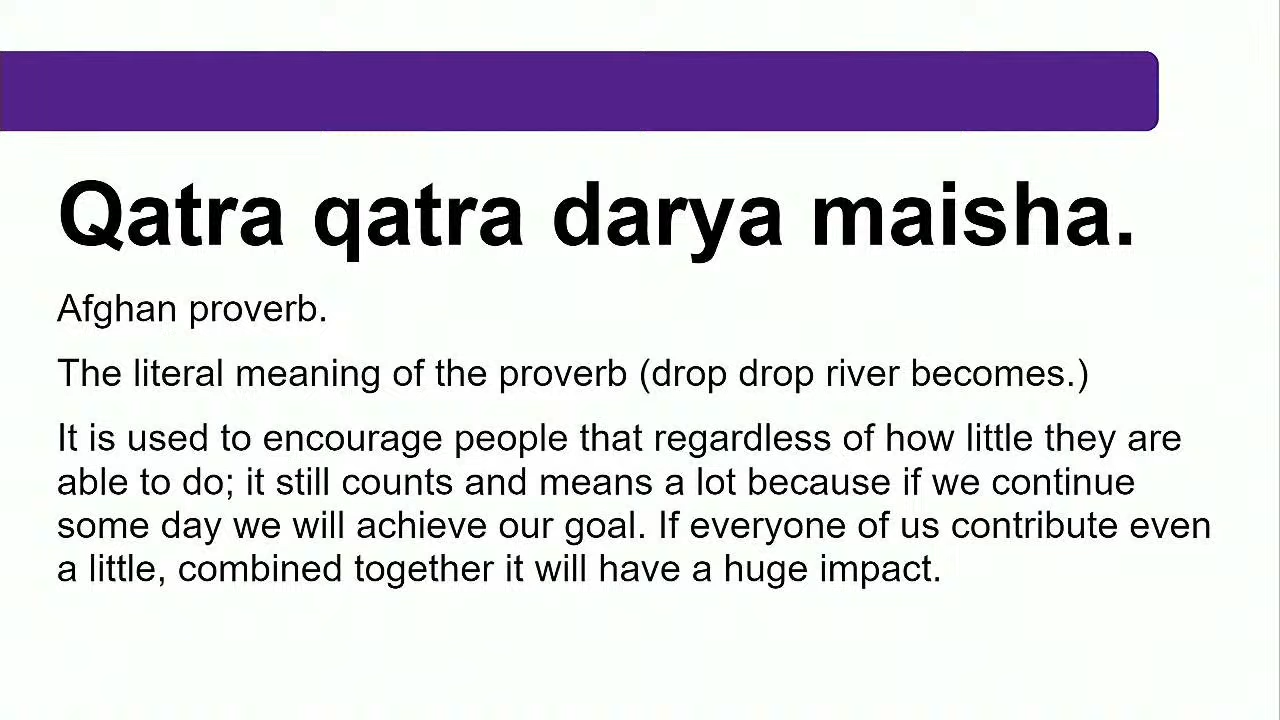 Qatra qatra darya maisha.
Afghan proverb.
The literal meaning of the proverb (drop drop river becomes.)
It is used to encourage people that regardless of how little they are
able to do; it still counts and means a lot because if we continue
some day we will achieve our goal. If everyone of us contribute even
a little, combined together it will have a huge impact.